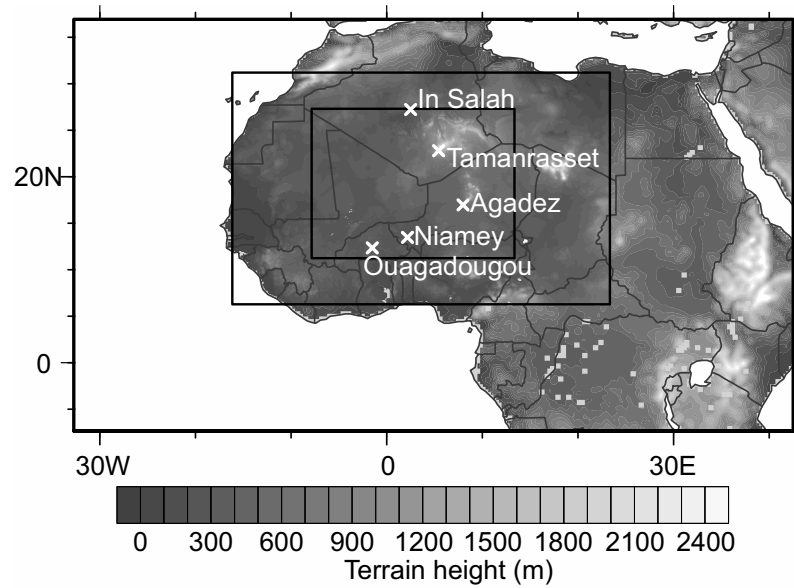 In Salah
Tamanrasset
20N
Agadez
Niamey
Ouagadougou
0
30W 0 30E
0 300 600 900 1200 1500 1800 2100 2400
Terrain height (m)